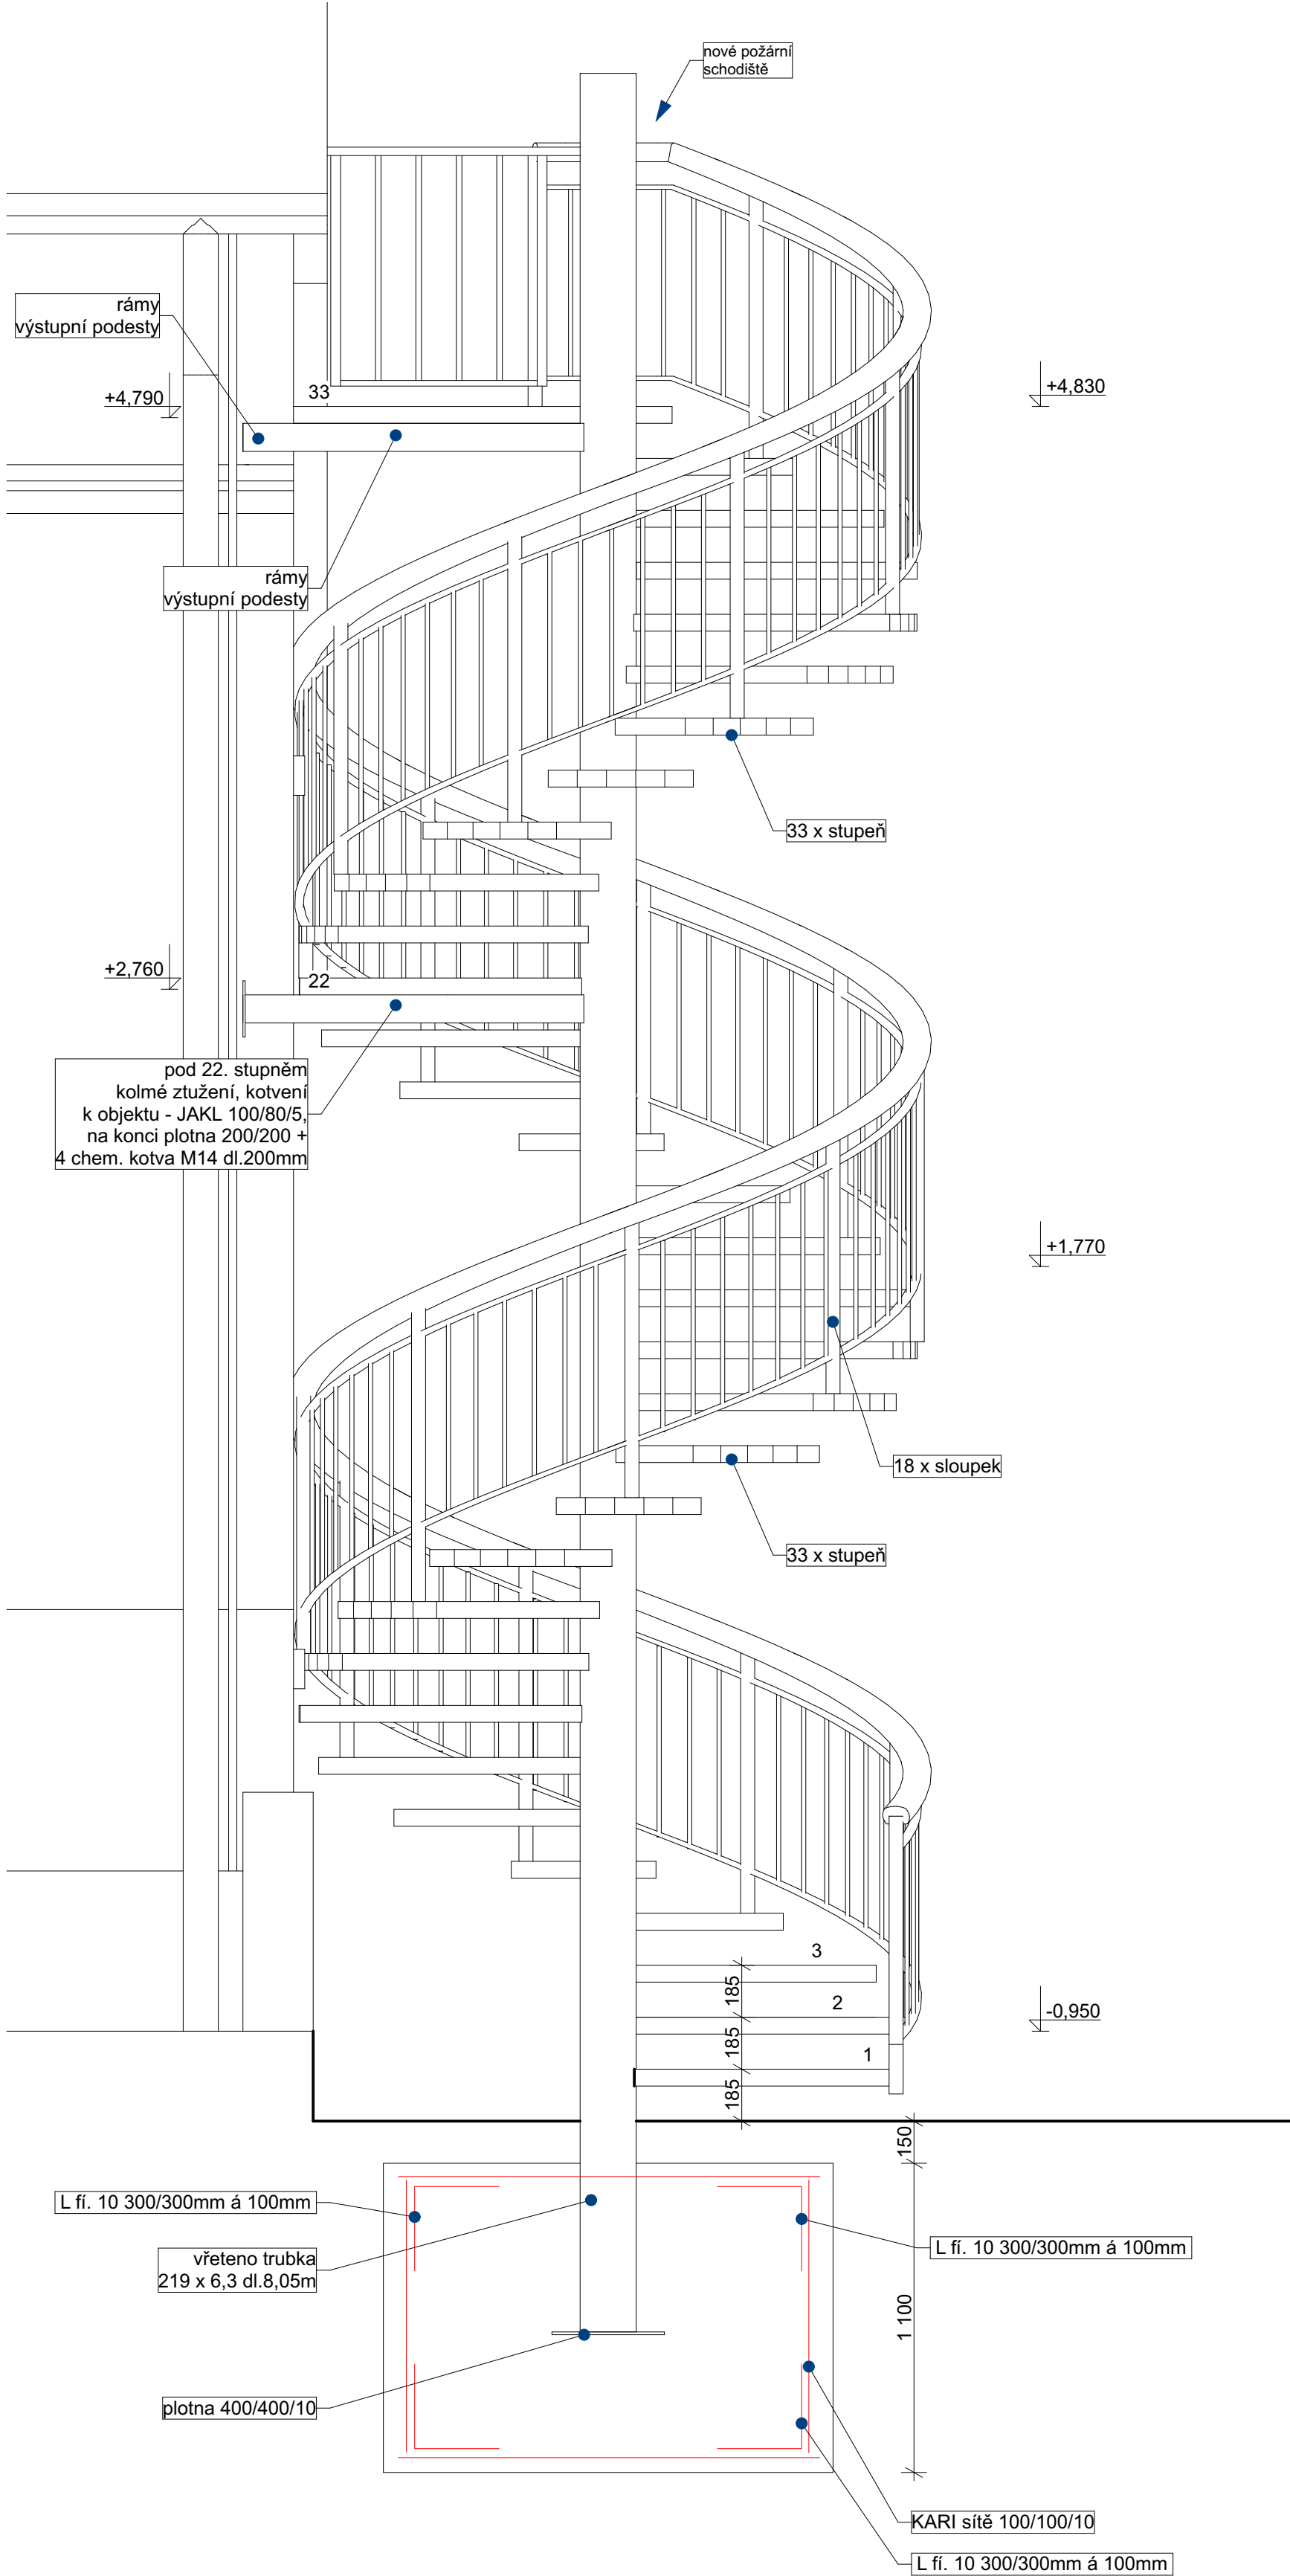 nové požární
schodiště
rámy
výstupní podesty
+4,790
33
+4,830
rámy
výstupní podesty
33 x stupeň
+2,760
22
pod 22. stupněm
kolmé ztužení, kotvení
k objektu - JAKL 100/80/5,
na konci plotna 200/200 +
4 chem. kotva M14 dl.200mm
+1,770
18 x sloupek
33 x stupeň
3
185
2
-0,950
185
1
185
150
L fí. 10 300/300mm á 100mm
L fí. 10 300/300mm á 100mm
vřeteno trubka
219 x 6,3 dl.8,05m
1 100
plotna 400/400/10
KARI sítě 100/100/10
L fí. 10 300/300mm á 100mm